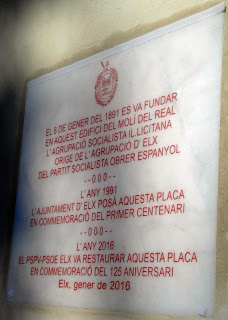 EL 6 DE GENER DEL 1891 ES VA FUNDAR
EN AQUEST EDIFICI DEL MOLÍ DEL REAL
L'AGRUPACIÓ SOCIALISTA IL.LICITANA
ORIGE DE L'AGRUPACIÓ D'ELX
DEL PARTIT SOCIALISTA OBRER ESPANYOL
--ooo--
L'ANY 1991
L'AJUNTAMENT D'ELX POSÀ AQUESTA PLACA
EN COMMEMORACIÓ DEL PRIMER CENTENARI
--ooo--
L'ANY 2016
EL PSPV-PSOE ELX VA RESTAURAR AQUESTA PLACA
EN COMMEMORACIÓ DEL 125 ANIVERSARI
Elx, gener de 2016